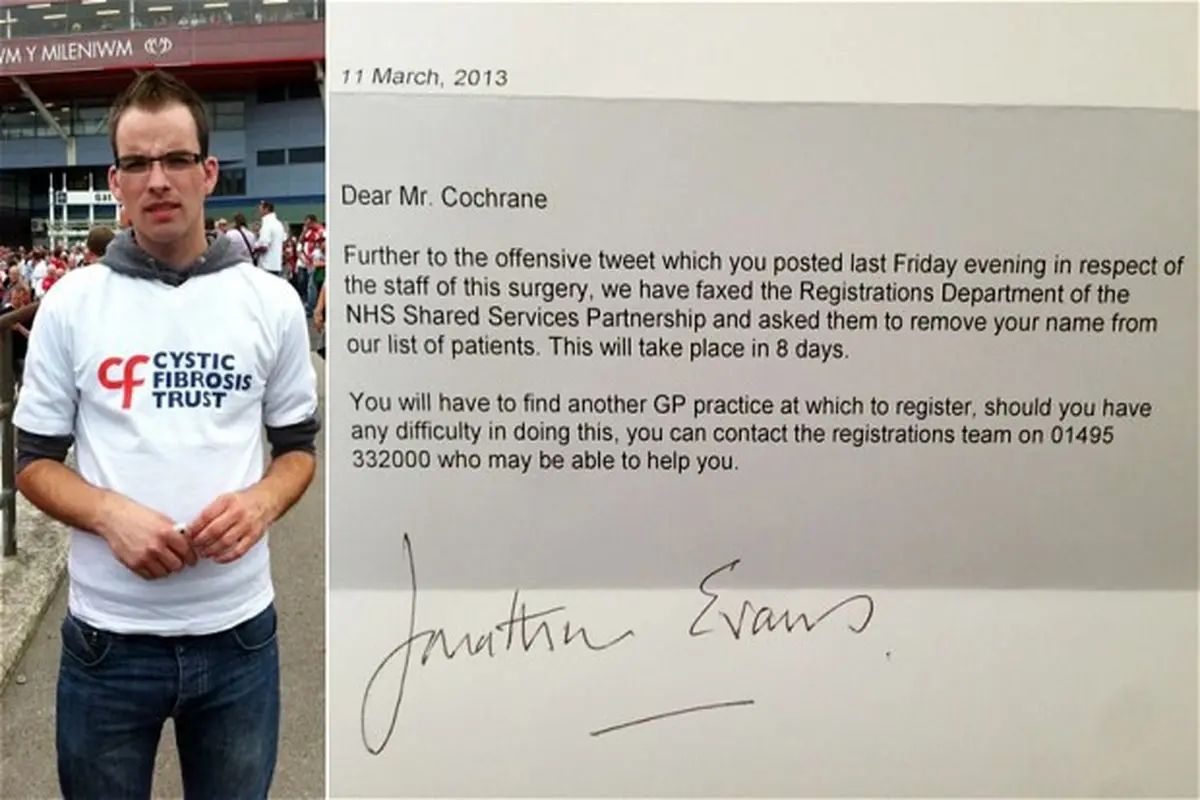 WM Y MILENIWM
cf CYSTIC
FIBROSIS
TRUST
11 March, 2013
Dear Mr. Cochrane
Further to the offensive tweet which you posted last Friday evening in respect of
the staff of this surgery, we have faxed the Registrations Department of the
NHS Shared Services Partnership and asked them to remove your name from
our list of patients. This will take place in 8 days.
You will have to find another GP practice at which to register, should you have
any difficulty in doing this, you can contact the registrations team on 01495
332000 who may be able to help you.
Jonathan Evans